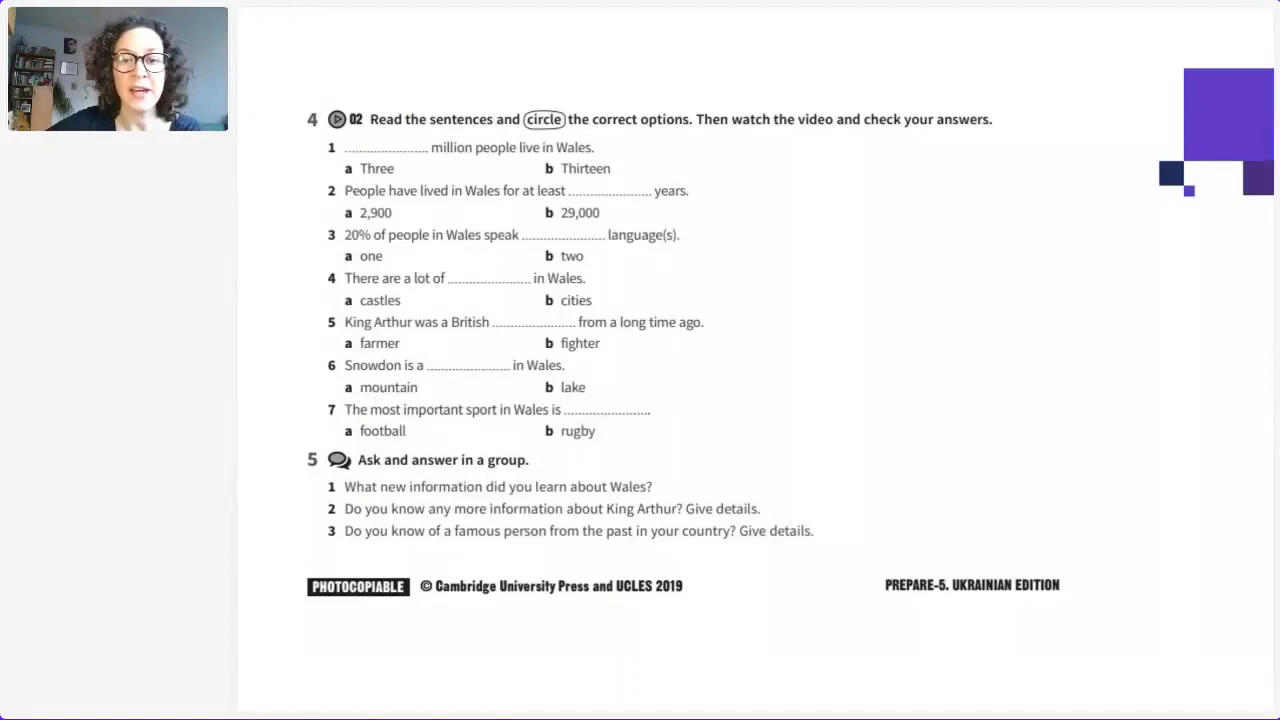 4 02 Read the sentences and circle the correct options. Then watch the video and check your answers.
1 ........................ million people live in Wales.
a Three b Thirteen
2 People have lived in Wales for at least ........................ years.
a 2,900 b 29,000
3 20% of people in Wales speak ........................ language(s).
a one b two
4 There are a lot of ........................ in Wales.
a castles b cities
5 King Arthur was a British ........................ from a long time ago.
a farmer b fighter
6 Snowdon is a ........................ in Wales.
a mountain b lake
7 The most important sport in Wales is ........................
a football b rugby
5 Ask and answer in a group.
1 What new information did you learn about Wales?
2 Do you know any more information about King Arthur? Give details.
3 Do you know of a famous person from the past in your country? Give details.
PHOTOCOPIABLE © Cambridge University Press and UCLES 2019 PREPARE-5. UKRAINIAN EDITION